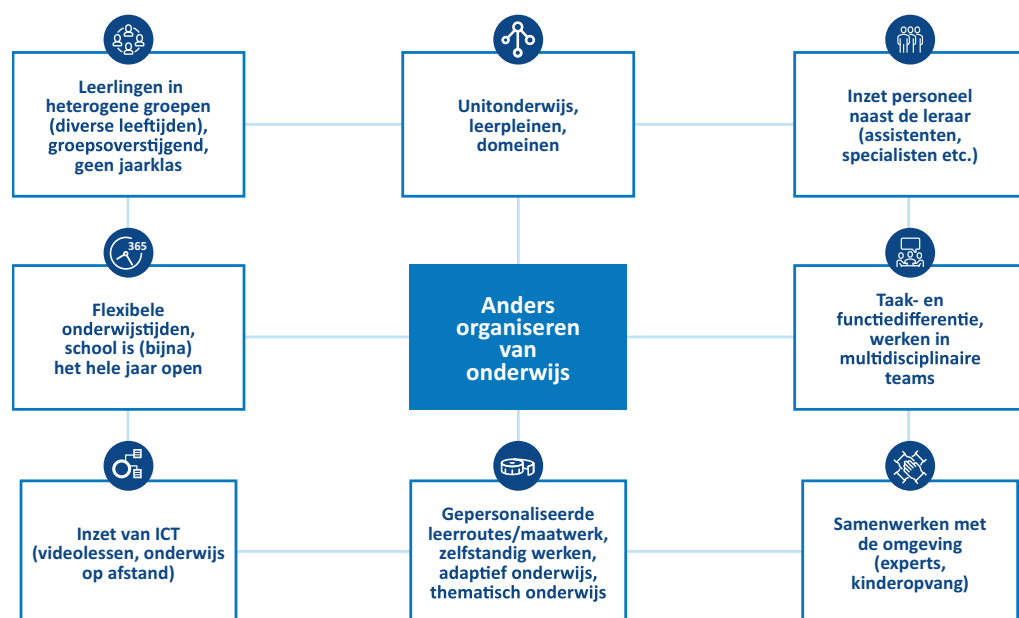 Leerlingen in
heterogene groepen
(diverse leeftijden),
groepsoverstijgend,
geen jaarklas
Unitonderwijs,
leerpleinen,
domeinen
Inzet personeel
naast de leraar
(assistenten,
specialisten etc.)
365
Flexibele
onderwijstijden,
school is (bijna)
het hele jaar open
Anders
organiseren
van
onderwijs
Taak- en
functiedifferentie,
werken in
multidisciplinaire
teams
Inzet van ICT
(videolessen, onderwijs
op afstand)
Gepersonaliseerde
leerroutes/maatwerk,
zelfstandig werken,
adaptief onderwijs,
thematisch onderwijs
Samenwerken met
de omgeving
(experts,
kinderopvang)